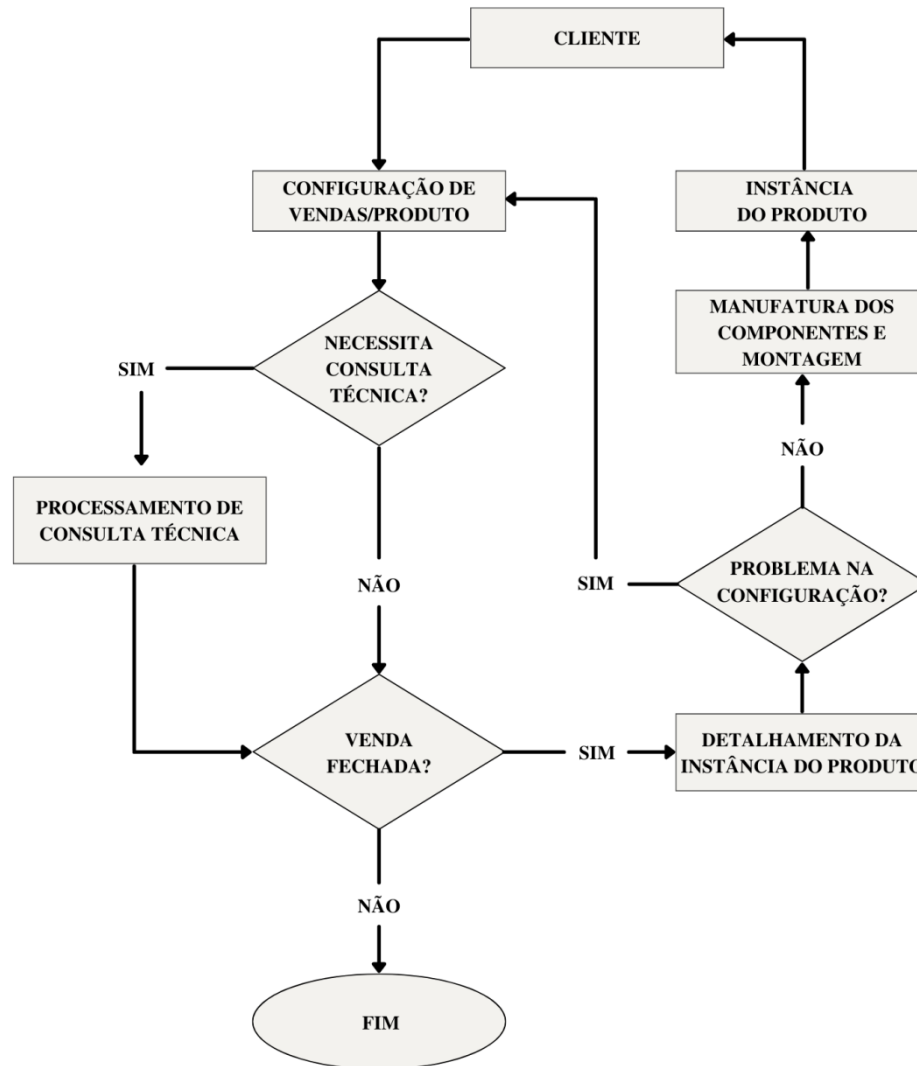 CLIENTE
CONFIGURAÇÃO DE
VENDAS/PRODUTO
INSTÂNCIA
DO PRODUTO
MANUFATURA DOS
COMPONENTES E
MONTAGEM
NECESSITA
CONSULTA
TÉCNICA?
SIM
NÃO
PROCESSAMENTO DE
CONSULTA TÉCNICA
PROBLEMA NA
CONFIGURAÇÃO?
SIM
NÃO
VENDA
FECHADA?
SIM
DETALHAMENTO DA
INSTÂNCIA DO PRODUTO
NÃO
FIM